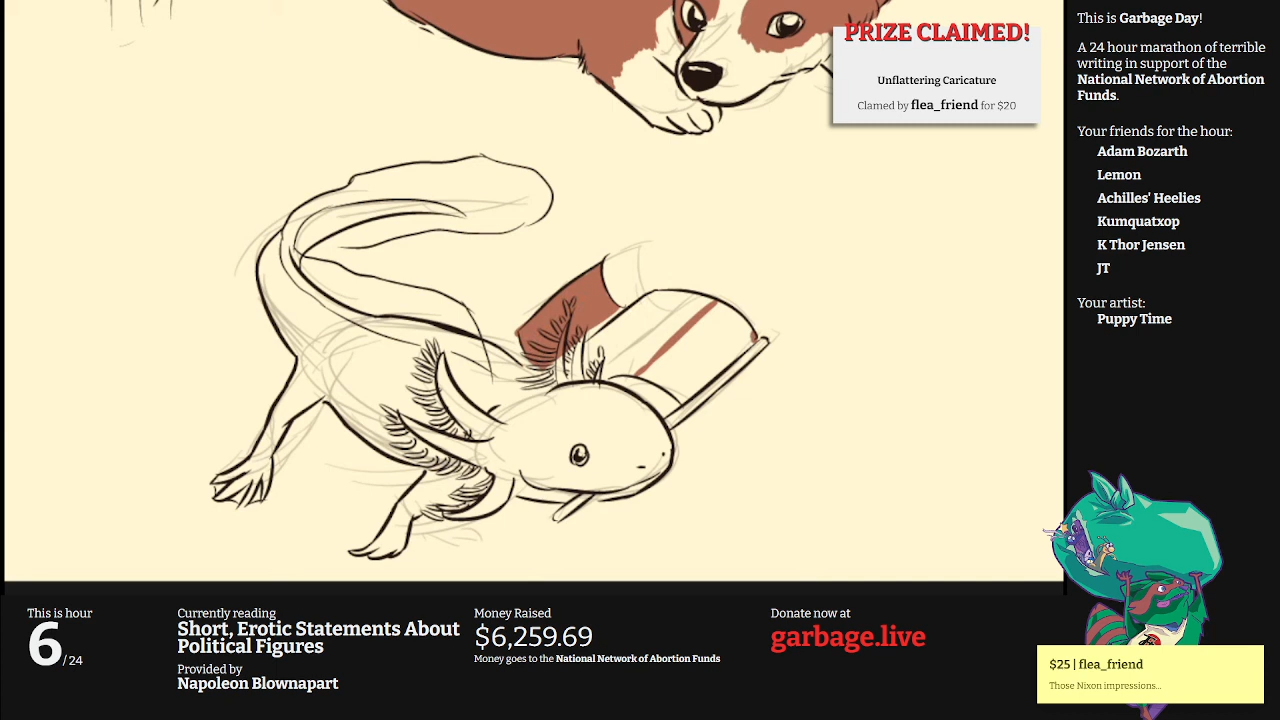 PRIZE CLAIMED!
Unflattering Caricature
Clamed by flea_friend for $20
This is Garbage Day!
A 24 hour marathon of terrible
writing in support of the
National Network of Abortion
Funds.
Your friends for the hour:
Adam Bozarth
Lemon
Achilles' Heelies
Kumquatxop
K Thor Jensen
JT
Your artist:
Puppy Time
This is hour
6/24
Currently reading
Short, Erotic Statements About
Political Figures
Provided by
Napoleon Blownapart
Money Raised
$6,259.69
Money goes to the National Network of Abortion Funds
Donate now at
garbage.live
$25 | flea_friend
Those Nixon impressions...